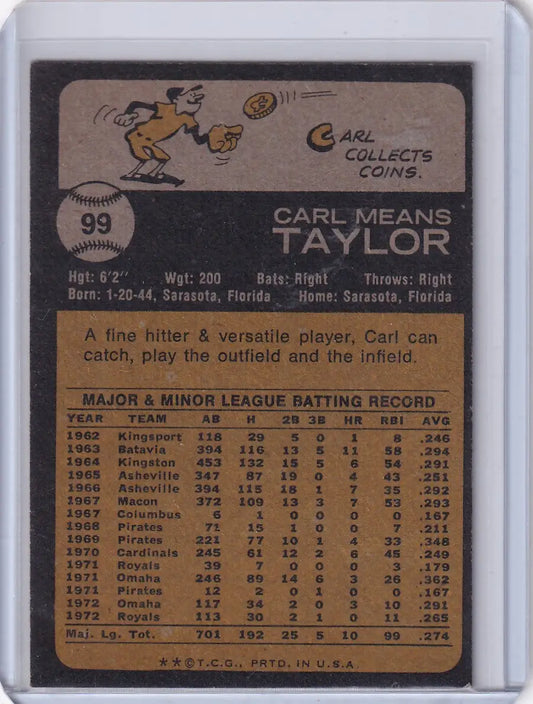 CARL
COLLECTS
COINS.
99
CARL MEANS
TAYLOR
Hgt: 6'2" Wgt: 200 Bats: Right Throws: Right
Born: 1-20-44, Sarasota, Florida Home: Sarasota, Florida
A fine hitter & versatile player, Carl can
catch, play the outfield and the infield.
MAJOR & MINOR LEAGUE BATTING RECORD
YEAR TEAM AB H 2B 3B HR RBI AVG
1962 Kingsport 118 29 5 0 1 8 .246
1963 Batavia 394 116 13 5 11 58 .294
1964 Kingston 453 132 15 5 6 54 .291
1965 Asheville 347 87 19 0 4 43 .251
1966 Asheville 394 115 18 1 7 35 .292
1967 Macon 372 109 13 3 7 53 .293
1967 Columbus 6 1 0 0 0 0 .167
1968 Pirates 71 15 1 0 0 7 .211
1969 Pirates 221 77 10 1 4 33 .348
1970 Cardinals 245 61 12 2 6 45 .249
1971 Royals 39 7 0 0 0 3 .179
1971 Omaha 246 89 14 6 3 26 .362
1971 Pirates 12 2 0 1 0 0 .167
1972 Omaha 117 34 2 0 3 10 .291
1972 Royals 113 30 2 1 0 11 .265
Maj. Lg. Tot. 701 192 25 5 10 99 .274
**©T.C.G., PRTD. IN U.S.A